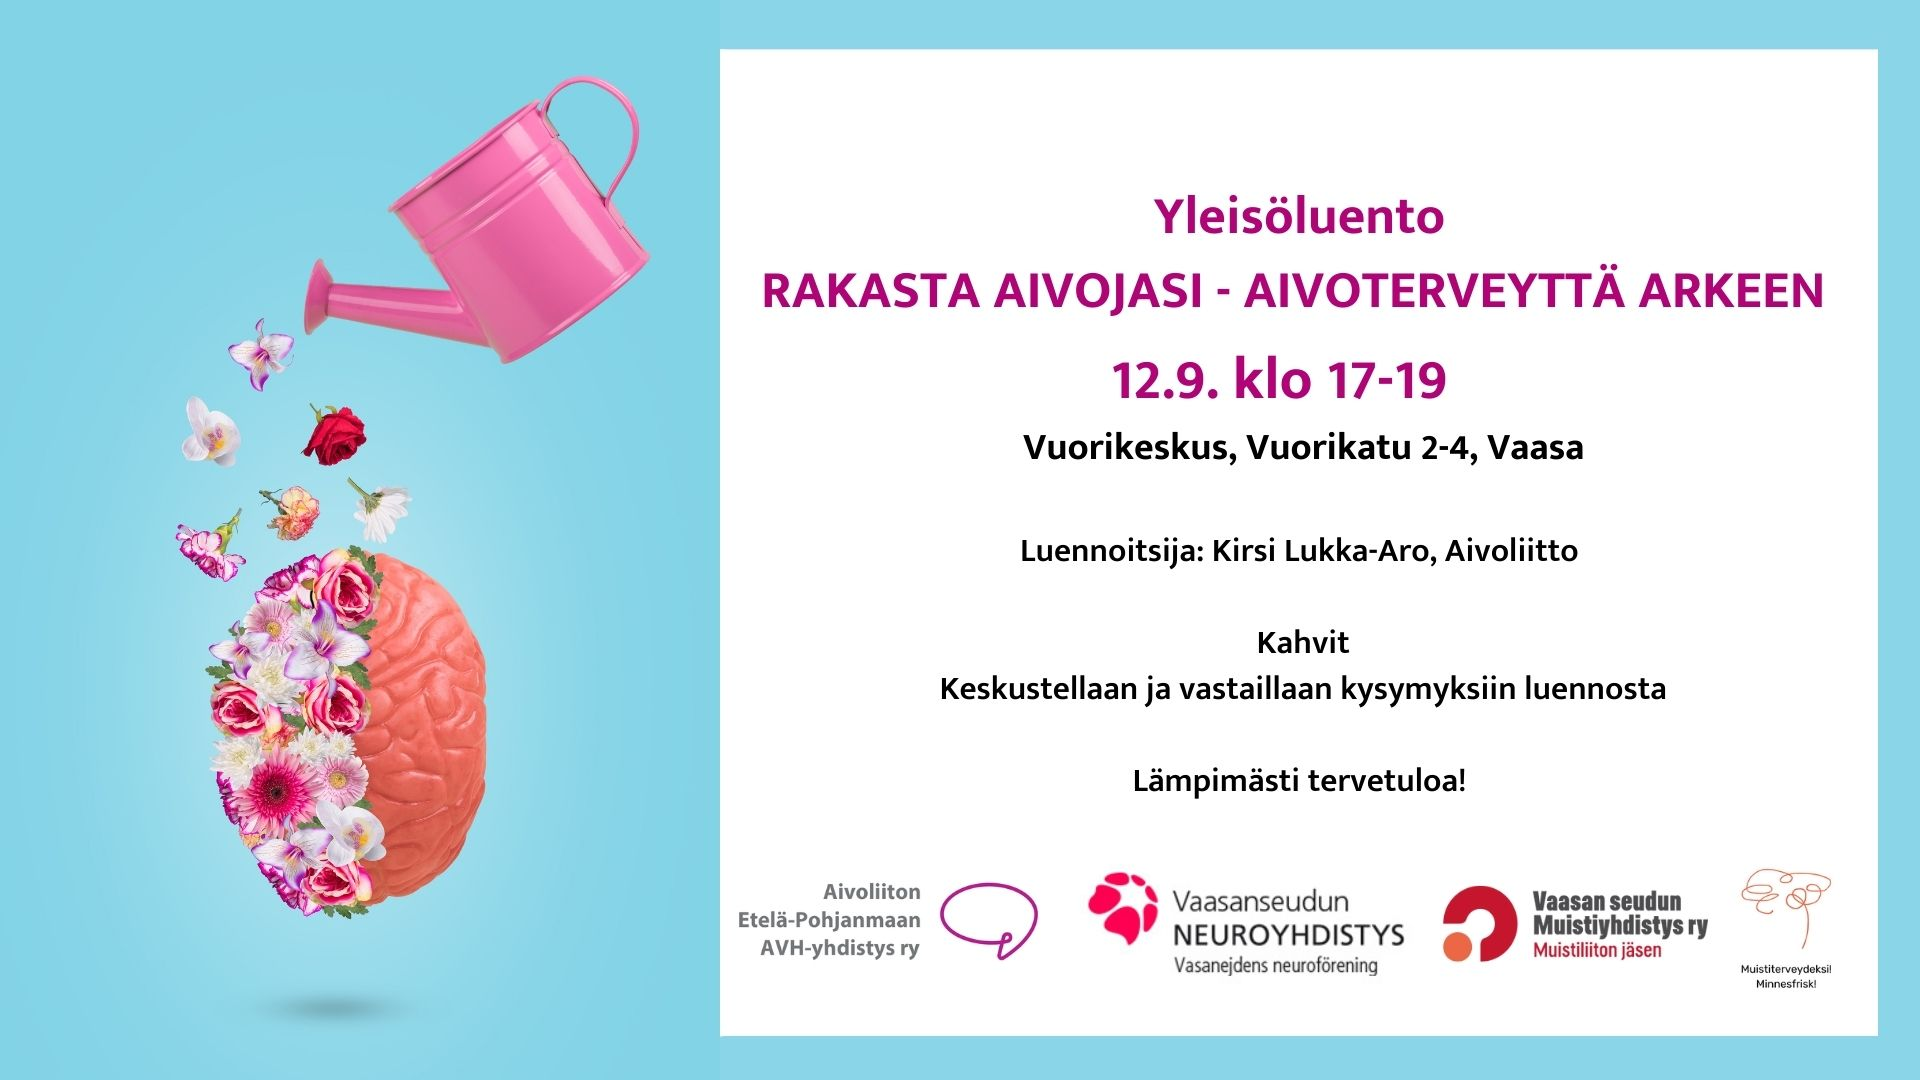 Yleisöluento
RAKASTA AIVOJASI - AIVOTERVEYTTÄ ARKEEN
12.9. klo 17-19
Vuorikeskus, Vuorikatu 2-4, Vaasa
Luennoitsija: Kirsi Lukka-Aro, Aivoliitto
Kahvit
Keskustellaan ja vastaillaan kysymyksiin luennosta
Lämpimästi tervetuloa!
Aivoliiton
Etelä-Pohjanmaan
AVH-yhdistys ry
Vaasanseudun
NEUROYHDISTYS
Vasanejdens neuroförening
Vaasan seudun
Muistiyhdistys ry
Muistiliiton jäsen
Muistiterveydeksi!
Minnesfrisk!